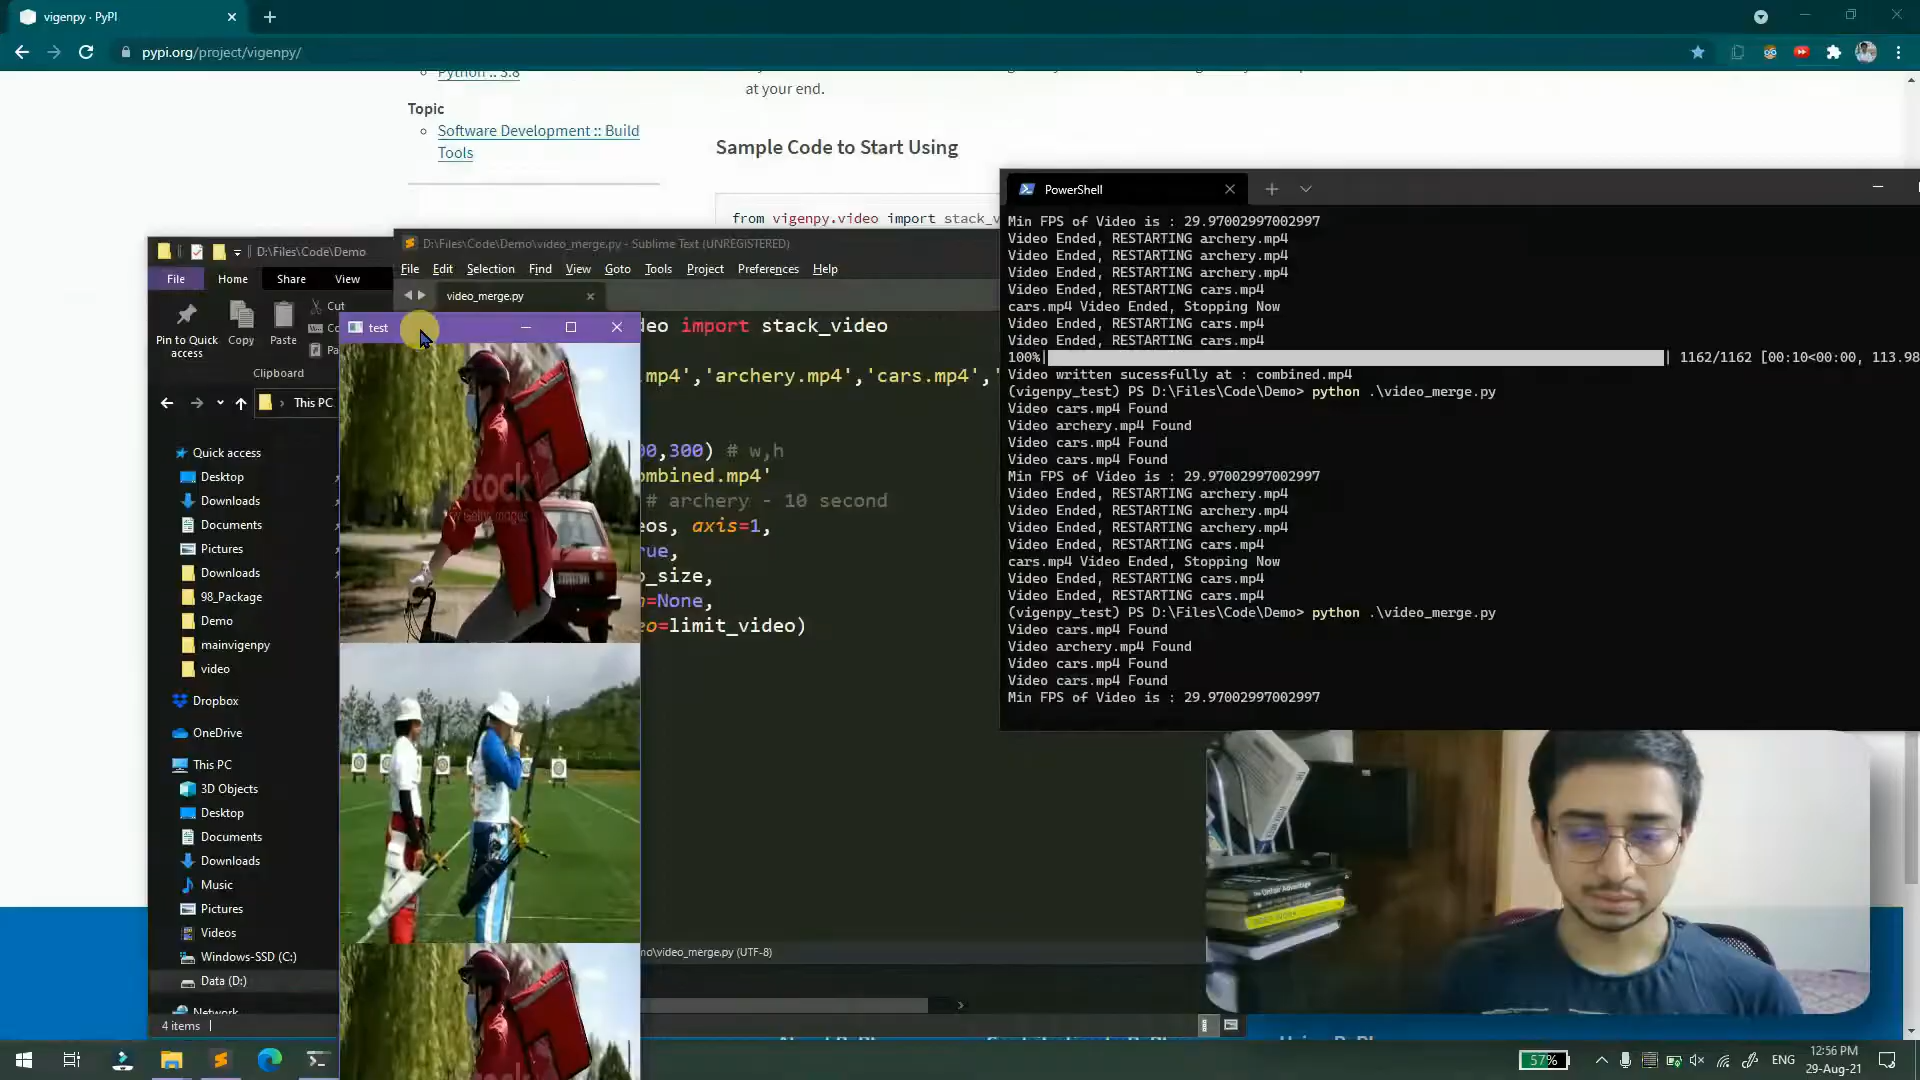 vigenpy · PyPI
pypi.org/project/vigenpy/
Python :: 3.8
at your end.
Topic
Software Development :: Build
Tools
Sample Code to Start Using
from vigenpy.video import stack_v
D:\Files\Code\Demo
File Home Share View
Pin to Quick
access
Copy
Paste
Cut
Clipboard
This PC
Quick access
Desktop
Downloads
Documents
Pictures
Downloads
98_Package
Demo
mainvigenpy
video
Dropbox
OneDrive
This PC
3D Objects
Desktop
Documents
Downloads
Music
Pictures
Videos
Windows-SSD (C:)
Data (D:)
Network
4 items
D:\Files\Code\Demo\video_merge.py - Sublime Text (UNREGISTERED)
File Edit Selection Find View Goto Tools Project Preferences Help
video_merge.py
eo import stack_video
mp4','archery.mp4','cars.mp4','
00,300) # w,h
ombined.mp4'
# archery - 10 second
eos, axis=1,
rue,
o_size,
n=None,
eo=limit_video)
mo\video_merge.py (UTF-8)
test
iStock
by Getty Images
PowerShell
Min FPS of Video is : 29.97002997002997
Video Ended, RESTARTING archery.mp4
Video Ended, RESTARTING archery.mp4
Video Ended, RESTARTING archery.mp4
Video Ended, RESTARTING cars.mp4
cars.mp4 Video Ended, Stopping Now
Video Ended, RESTARTING cars.mp4
Video Ended, RESTARTING cars.mp4
100%| | 1162/1162 [00:10<00:00, 113.98
Video written sucessfully at : combined.mp4
(vigenpy_test) PS D:\Files\Code\Demo> python .\video_merge.py
Video cars.mp4 Found
Video archery.mp4 Found
Video cars.mp4 Found
Video cars.mp4 Found
Min FPS of Video is : 29.97002997002997
Video Ended, RESTARTING archery.mp4
Video Ended, RESTARTING archery.mp4
Video Ended, RESTARTING archery.mp4
Video Ended, RESTARTING cars.mp4
cars.mp4 Video Ended, Stopping Now
Video Ended, RESTARTING cars.mp4
Video Ended, RESTARTING cars.mp4
(vigenpy_test) PS D:\Files\Code\Demo> python .\video_merge.py
Video cars.mp4 Found
Video archery.mp4 Found
Video cars.mp4 Found
Video cars.mp4 Found
Min FPS of Video is : 29.97002997002997
57%
ENG
12:56 PM
29-Aug-21